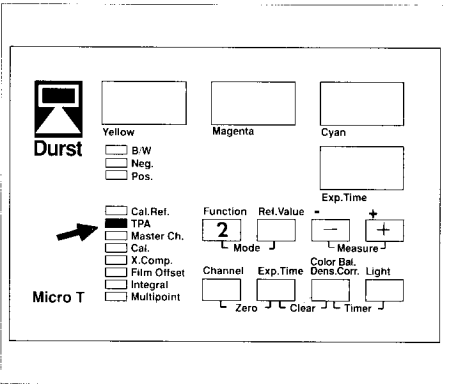 Yellow Magenta Cyan
Durst
B/W
Neg.
Pos.
Exp.Time
Cal.Ref.
TPA
Master Ch.
Cal.
X.Comp.
Film Offset
Integral
Multipoint
Micro T
Function Ref.Value - +
2 − +
Mode Measure
Channel Exp.Time Color Bal. Dens.Corr. Light
Zero Clear Timer